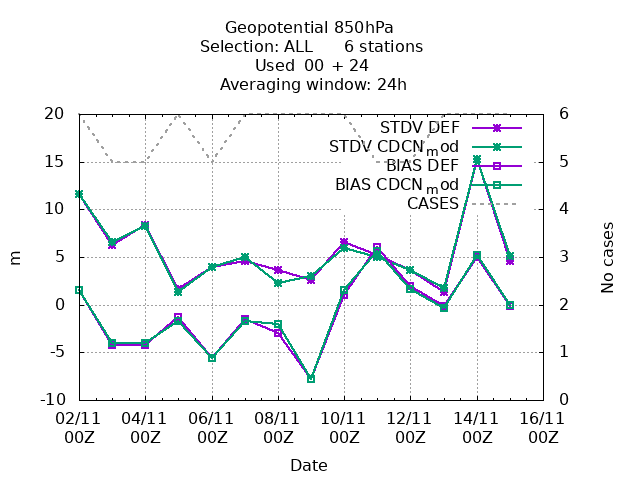 Geopotential 850hPa
Selection: ALL 6 stations
Used 00 + 24
Averaging window: 24h
20 6
STDV DEF
STDV CDCN_mod
15 5
BIAS DEF
BIAS CDCN_mod
10 CASES 4
m
5 3
No cases
0 2
-5 1
-10 0
02/11 04/11 06/11 08/11 10/11 12/11 14/11 16/11
00Z 00Z 00Z 00Z 00Z 00Z 00Z 00Z
Date